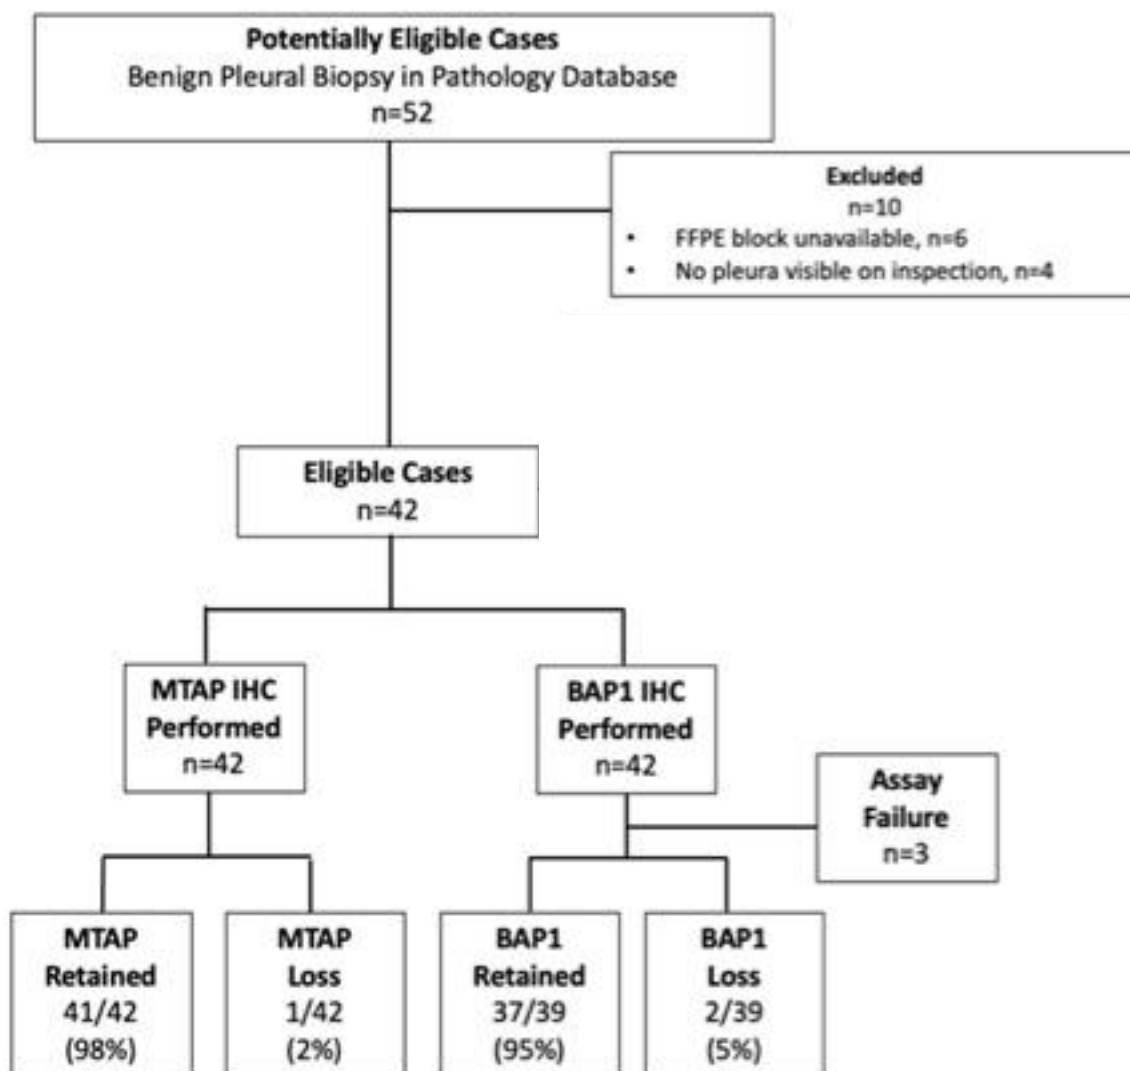 Potentially Eligible Cases
Benign Pleural Biopsy in Pathology Database
n=52
Excluded
n=10
• FFPE block unavailable, n=6
• No pleura visible on inspection, n=4
Eligible Cases
n=42
MTAP IHC
Performed
n=42
BAP1 IHC
Performed
n=42
Assay
Failure
n=3
MTAP
Retained
41/42
(98%)
MTAP
Loss
1/42
(2%)
BAP1
Retained
37/39
(95%)
BAP1
Loss
2/39
(5%)